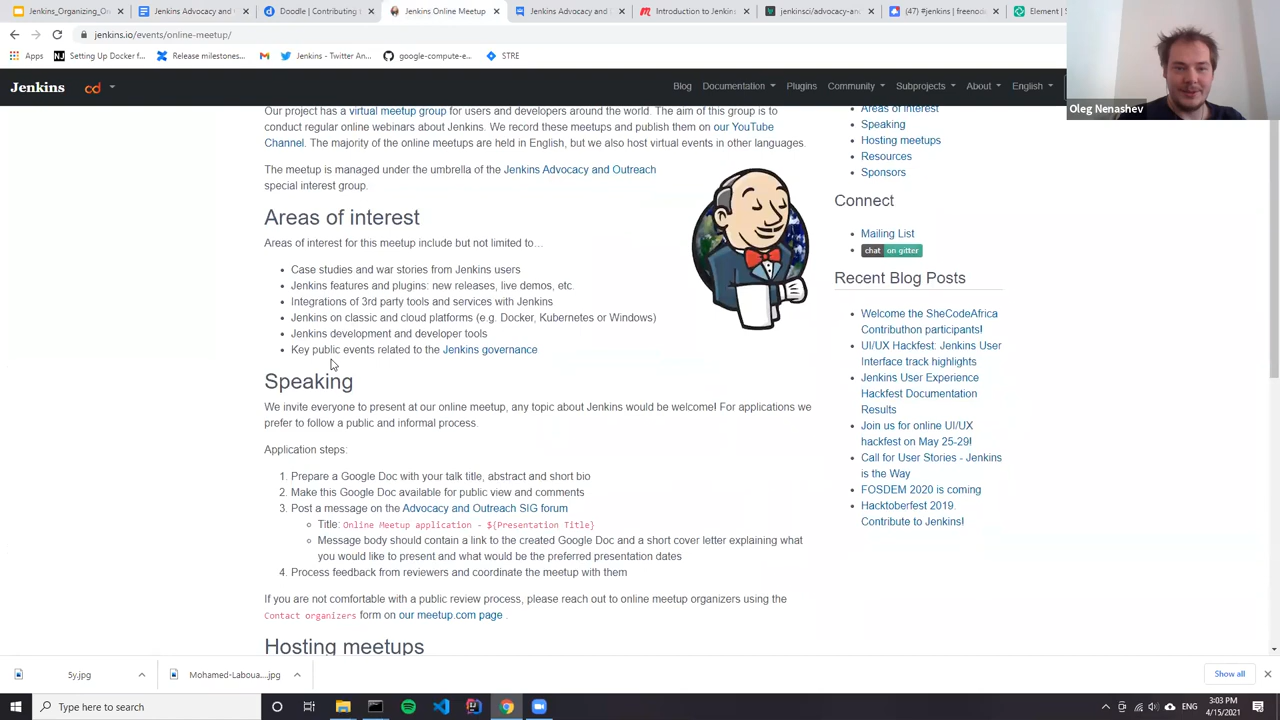 Slides_Organizing_On
Jenkins Advocacy and
Doodle | Contributing
Jenkins Online Meetup
Jenkins Advocacy and
Introduction to Jenkins
jenkinsci/advocacy-and
(47) #jenkins | freenod
Element | 5
jenkins.io/events/online-meetup/
Apps
Setting Up Docker f...
Release milestones...
Jenkins - Twitter An...
google-compute-e...
STRE
Jenkins
Blog
Documentation
Plugins
Community
Subprojects
About
English
Oleg Nenashev
Our project has a virtual meetup group for users and developers around the world. The aim of this group is to
conduct regular online webinars about Jenkins. We record these meetups and publish them on our YouTube
Channel. The majority of the online meetups are held in English, but we also host virtual events in other languages.
The meetup is managed under the umbrella of the Jenkins Advocacy and Outreach
special interest group.
Areas of interest
Areas of interest for this meetup include but not limited to…
Case studies and war stories from Jenkins users
Jenkins features and plugins: new releases, live demos, etc.
Integrations of 3rd party tools and services with Jenkins
Jenkins on classic and cloud platforms (e.g. Docker, Kubernetes or Windows)
Jenkins development and developer tools
Key public events related to the Jenkins governance
Speaking
We invite everyone to present at our online meetup, any topic about Jenkins would be welcome! For applications we
prefer to follow a public and informal process.
Application steps:
1. Prepare a Google Doc with your talk title, abstract and short bio
2. Make this Google Doc available for public view and comments
3. Post a message on the Advocacy and Outreach SIG forum
Title: Online Meetup application - ${Presentation Title}
Message body should contain a link to the created Google Doc and a short cover letter explaining what
you would like to present and what would be the preferred presentation dates
4. Process feedback from reviewers and coordinate the meetup with them
If you are not comfortable with a public review process, please reach out to online meetup organizers using the
Contact organizers form on our meetup.com page .
Hosting meetups
Areas of interest
Speaking
Hosting meetups
Resources
Sponsors
Connect
Mailing List
chat on gitter
Recent Blog Posts
Welcome the SheCodeAfrica
Contributhon participants!
UI/UX Hackfest: Jenkins User
Interface track highlights
Jenkins User Experience
Hackfest Documentation
Results
Join us for online UI/UX
hackfest on May 25-29!
Call for User Stories - Jenkins
is the Way
FOSDEM 2020 is coming
Hacktoberfest 2019.
Contribute to Jenkins!
5y.jpg
Mohamed-Laboua....jpg
Show all
Type here to search
ENG
3:03 PM
4/15/2021